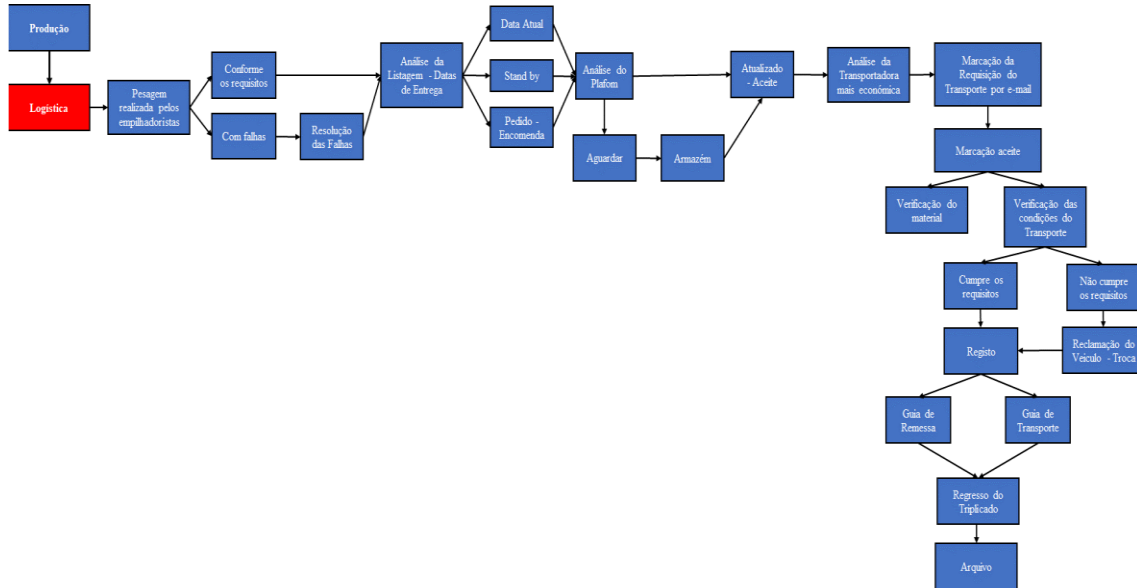 Produção
Logística
Pesagem
realizada pelos
empilhadoristas
Conforme
os requisitos
Com falhas
Resolução
das Falhas
Análise da
Listagem - Datas
de Entrega
Data Atual
Stand by
Pedido -
Encomenda
Análise do
Plafom
Aguardar
Armazém
Atualizado
- Aceite
Análise da
Transportadora
mais económica
Marcação da
Requisição do
Transporte por e-mail
Marcação aceite
Verificação do
material
Verificação das
condições do
Transporte
Cumpre os
requisitos
Não cumpre
os requisitos
Registo
Reclamação do
Veiculo - Troca
Guia de
Remessa
Guia de
Transporte
Regresso do
Triplicado
Arquivo